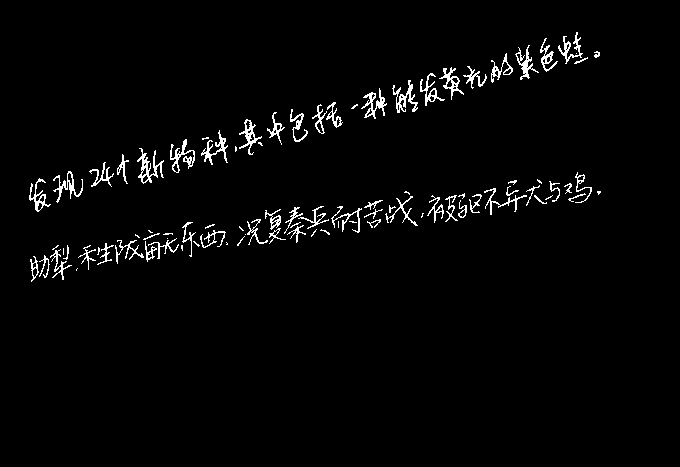 发现24个新物种,其中包括一种能发荧光的紫色蛙。
助犁,禾生陇亩无东西,况复秦兵耐苦战,被驱不异犬与鸡.